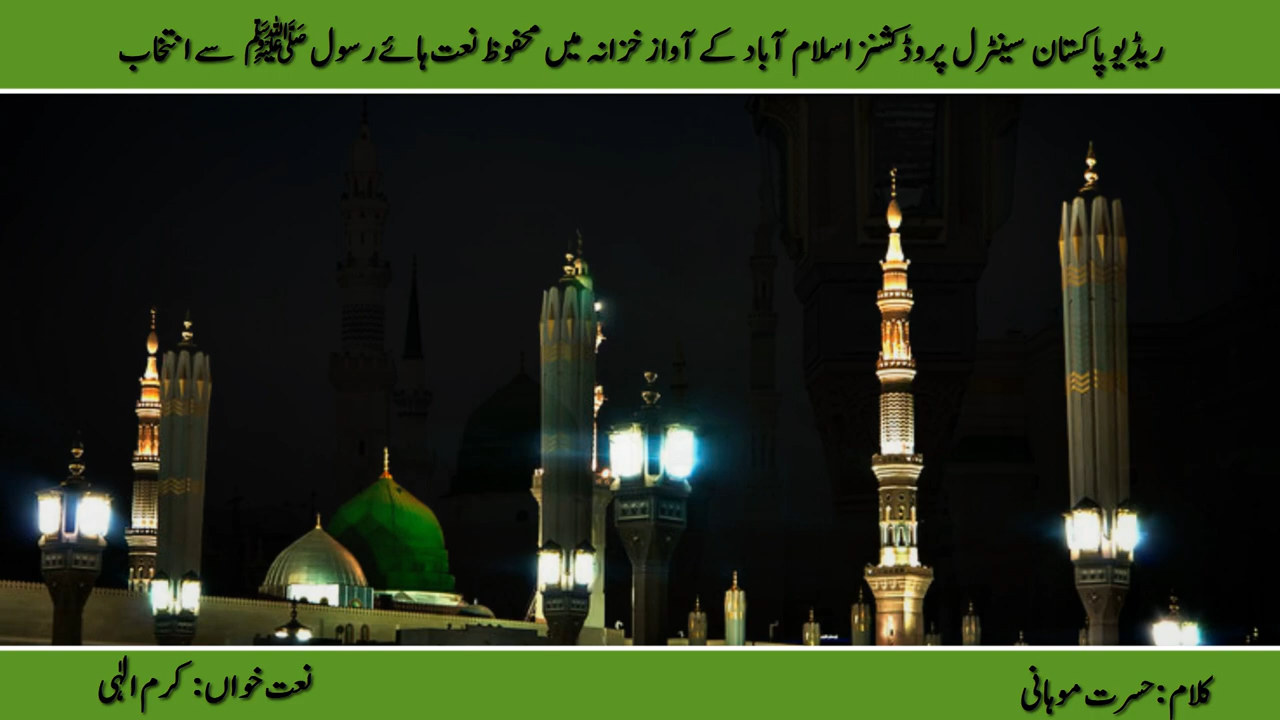 ریڈیو پاکستان سینٹرل پروڈکشنز اسلام آباد کے آواز خزانہ میں محفوظ نعت ہائے رسول ﷺ سے انتخاب
کلام: حسرت موہانی
نعت خواں: کرم الٰہی